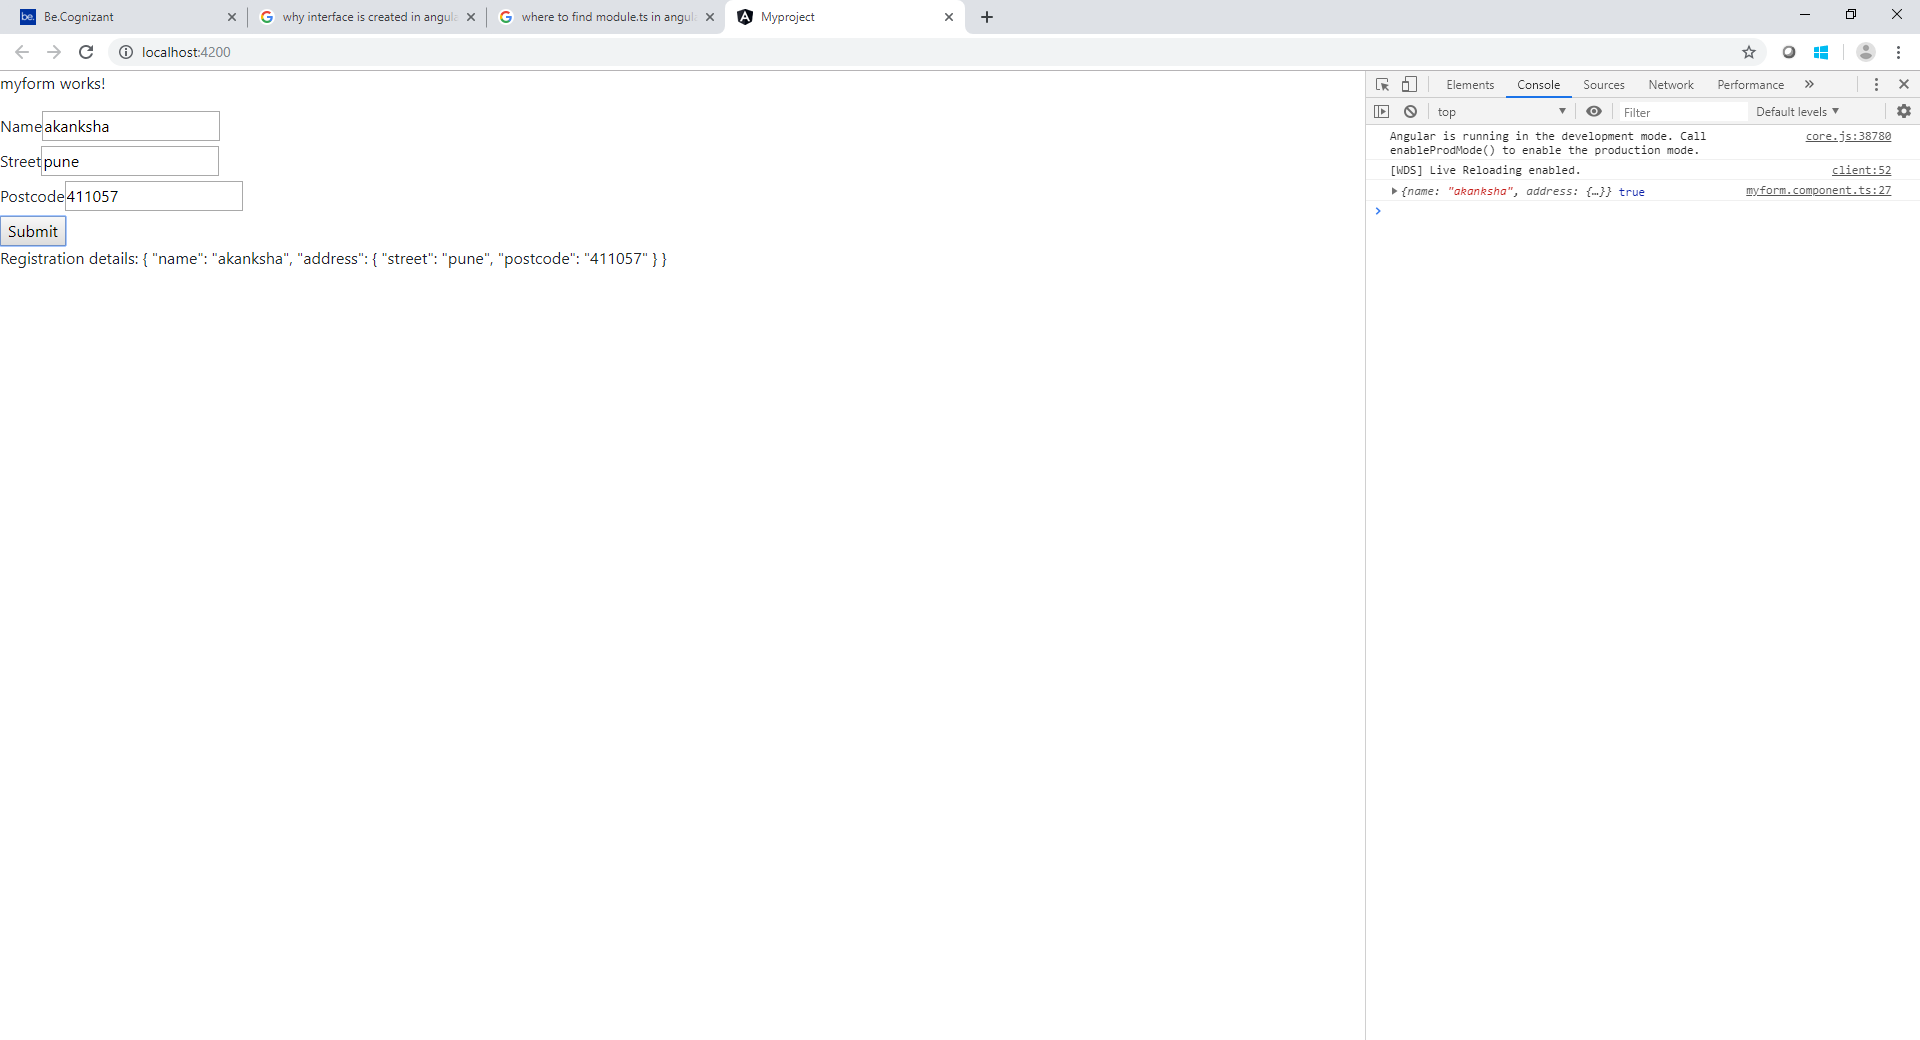 be. Be.Cognizant
why interface is created in angula
where to find module.ts in angula
Myproject
localhost:4200
myform works!
Name akanksha
Street pune
Postcode 411057
Submit
Registration details: { "name": "akanksha", "address": { "street": "pune", "postcode": "411057" } }
Elements Console Sources Network Performance »
top Filter Default levels
Angular is running in the development mode. Call core.js:38780
enableProdMode() to enable the production mode.
[WDS] Live Reloading enabled. client:52
{name: "akanksha", address: {…}} true myform.component.ts:27